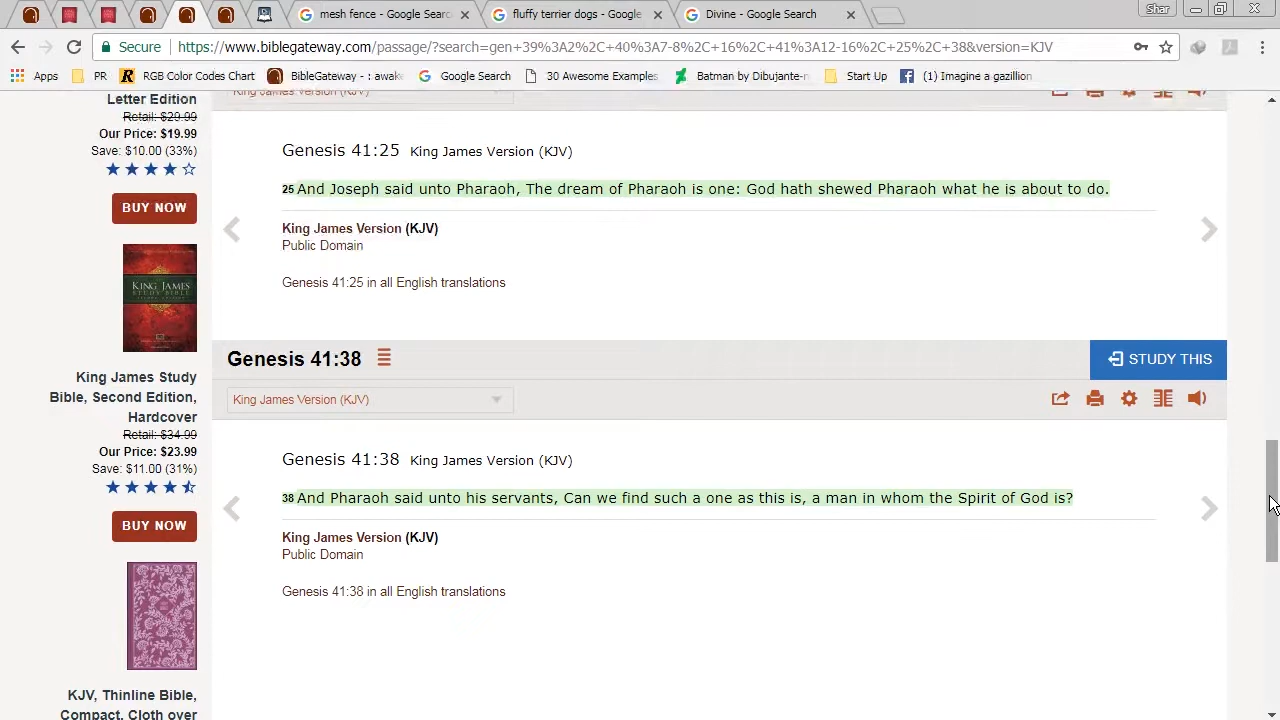 mesh fence - Google Searc
fluffy terrier dogs - Google
Divine - Google Search
Shar
Secure
https://www.biblegateway.com/passage/?search=gen+39%3A2%2C+40%3A7-8%2C+16%2C+41%3A12-16%2C+25%2C+38&version=KJV
Apps
PR
R
RGB Color Codes Chart
BibleGateway - : awak
Google Search
30 Awesome Examples
Batman by Dibujante-n
Start Up
(1) Imagine a gazillion
Letter Edition
Retail: $29.99
Our Price: $19.99
Save: $10.00 (33%)
BUY NOW
KING JAMES
STUDY BIBLE
King James Study
Bible, Second Edition,
Hardcover
Retail: $34.99
Our Price: $23.99
Save: $11.00 (31%)
BUY NOW
KJV, Thinline Bible,
Compact, Cloth over
King James Version (KJV)
Genesis 41:25 King James Version (KJV)
25 And Joseph said unto Pharaoh, The dream of Pharaoh is one: God hath shewed Pharaoh what he is about to do.
King James Version (KJV)
Public Domain
Genesis 41:25 in all English translations
Genesis 41:38
STUDY THIS
King James Version (KJV)
Genesis 41:38 King James Version (KJV)
38 And Pharaoh said unto his servants, Can we find such a one as this is, a man in whom the Spirit of God is?
King James Version (KJV)
Public Domain
Genesis 41:38 in all English translations